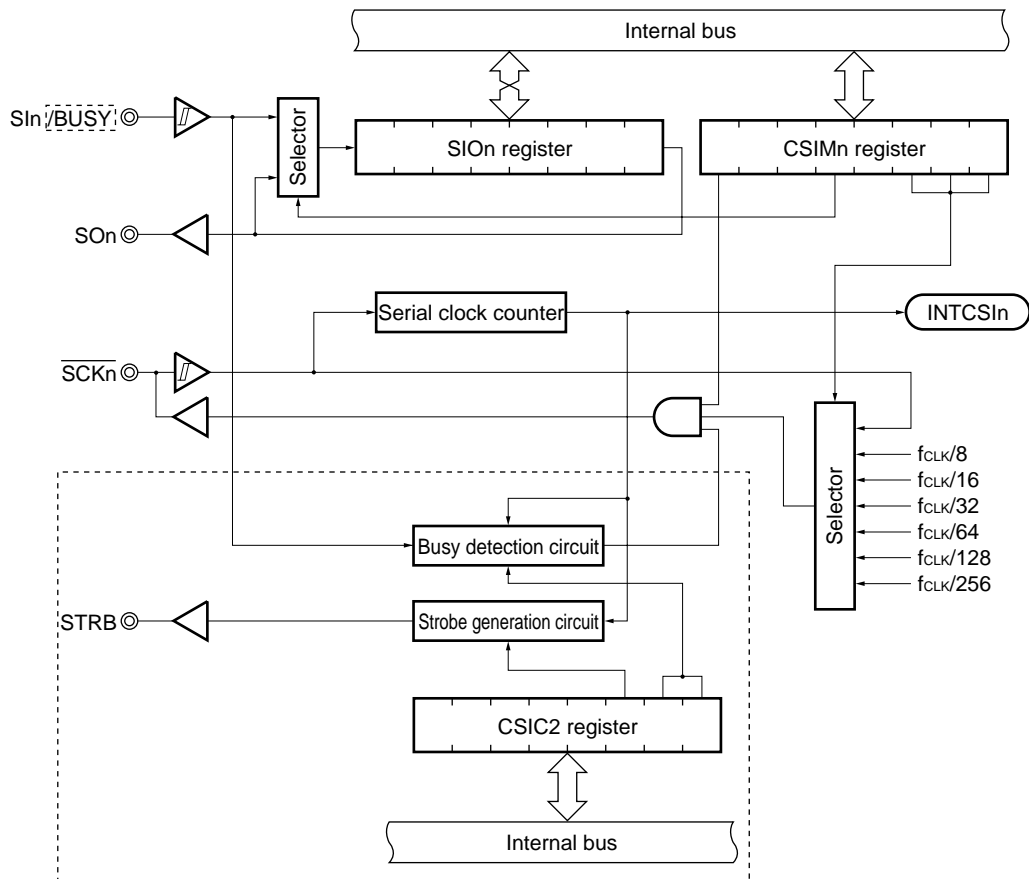 Internal bus
SIn /BUSY
Selector
SIOn register
CSIMn register
SOn
Serial clock counter
INTCSIn
SCKn
Selector
fCLK/8
fCLK/16
fCLK/32
fCLK/64
fCLK/128
fCLK/256
Busy detection circuit
STRB
Strobe generation circuit
CSIC2 register
Internal bus